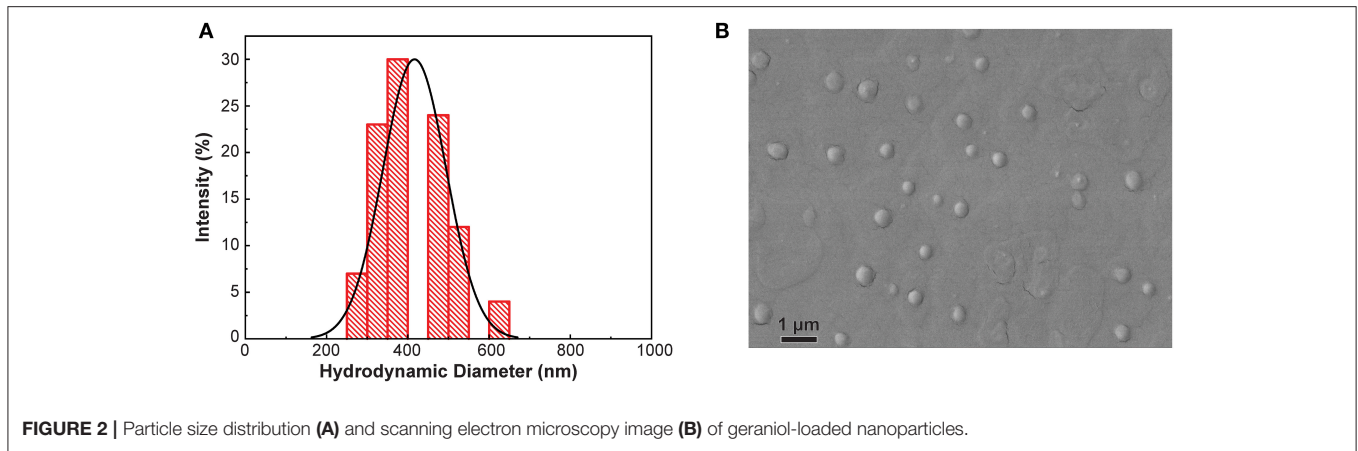 A
B
Intensity (%)
30
25
20
15
10
5
0
0 200 400 600 800 1000
Hydrodynamic Diameter (nm)
1 μm
FIGURE 2 | Particle size distribution (A) and scanning electron microscopy image (B) of geraniol-loaded nanoparticles.